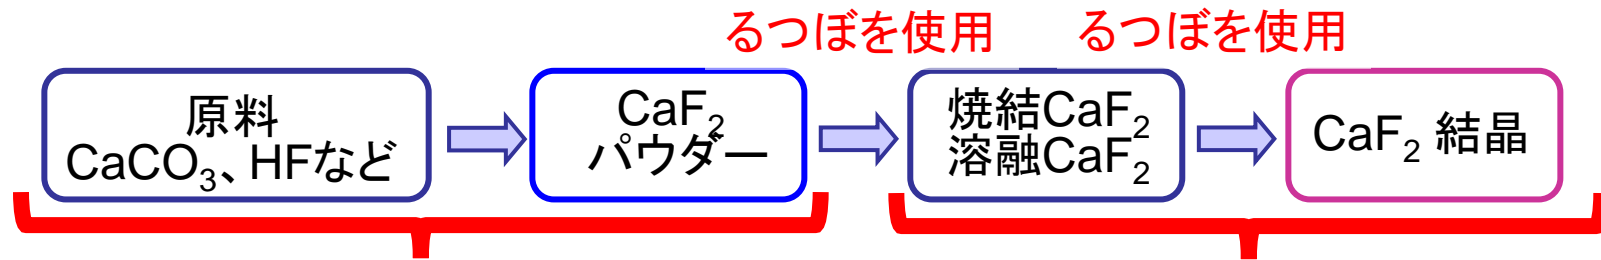 るつぼを使用
るつぼを使用
原料
CaCO₃、HFなど
CaF₂
パウダー
焼結CaF₂
溶融CaF₂
CaF₂ 結晶